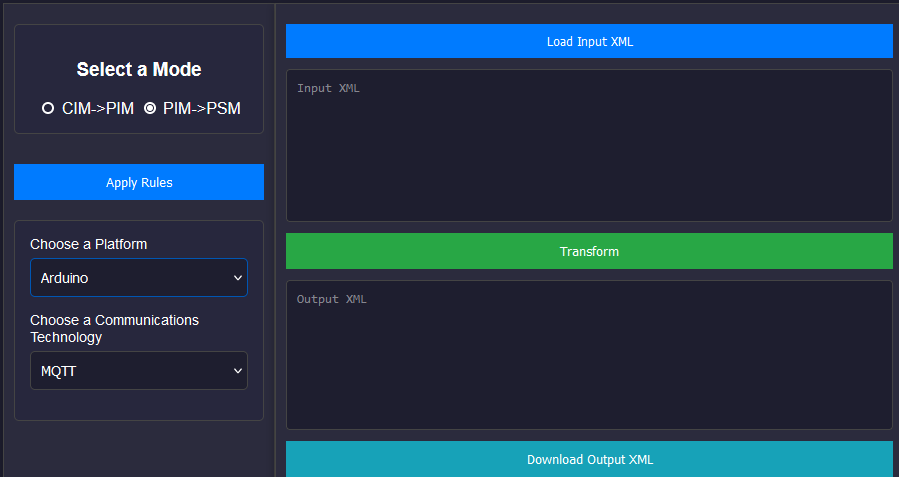 Select a Mode
CIM->PIM PIM->PSM
Apply Rules
Choose a Platform
Arduino
Choose a Communications
Technology
MQTT
Load Input XML
Input XML
Transform
Output XML
Download Output XML